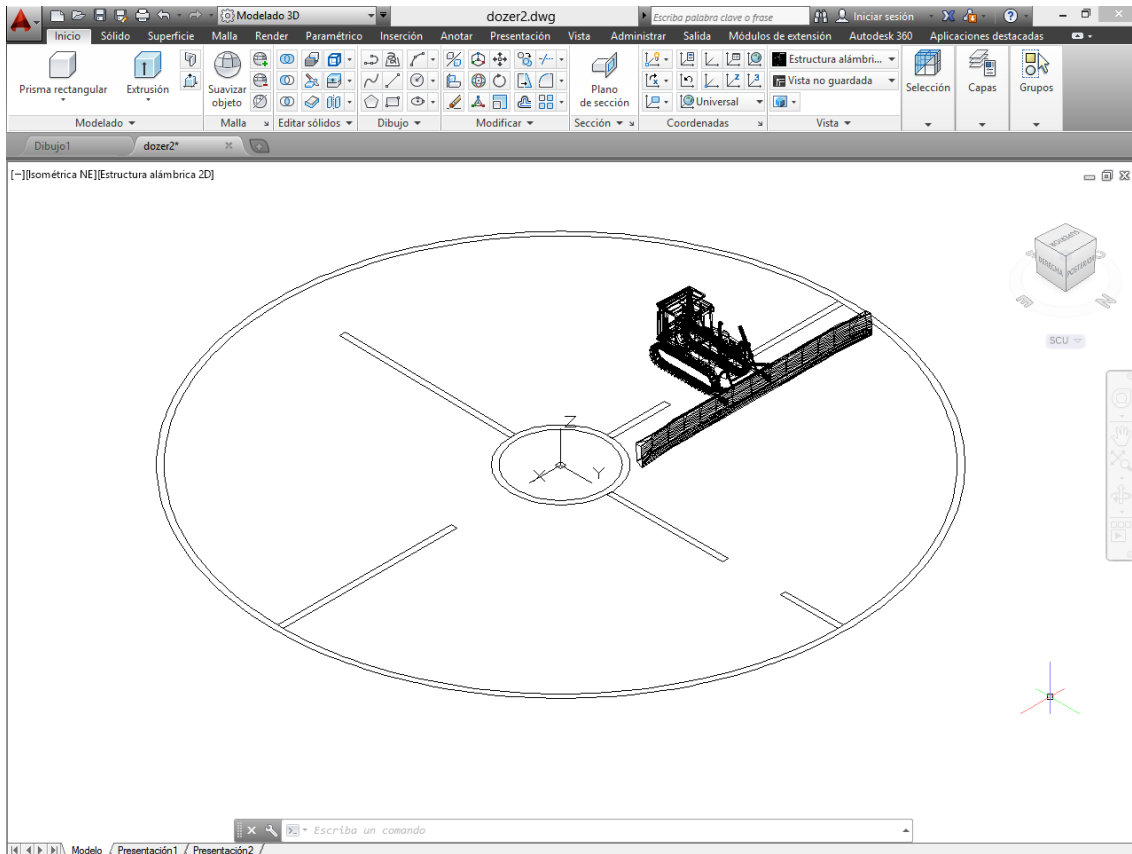 Modelado 3D dozer2.dwg Escriba palabra clave o frase Iniciar sesión
Inicio Sólido Superficie Malla Render Paramétrico Inserción Anotar Presentación Vista Administrar Salida Módulos de extensión Autodesk 360 Aplicaciones destacadas
Prisma rectangular Extrusión Suavizar objeto Plano de sección Estructura alámbri... Selección Capas Grupos
Vista no guardada
Universal
Modelado Malla Editar sólidos Dibujo Modificar Sección Coordenadas Vista
Dibujo1 dozer2*
[−][Isométrica NE][Estructura alámbrica 2D]
SUPERIOR
DERECHA POSTERIOR
E N
SCU
Z
X Y
Escriba un comando
Modelo Presentación1 Presentación2